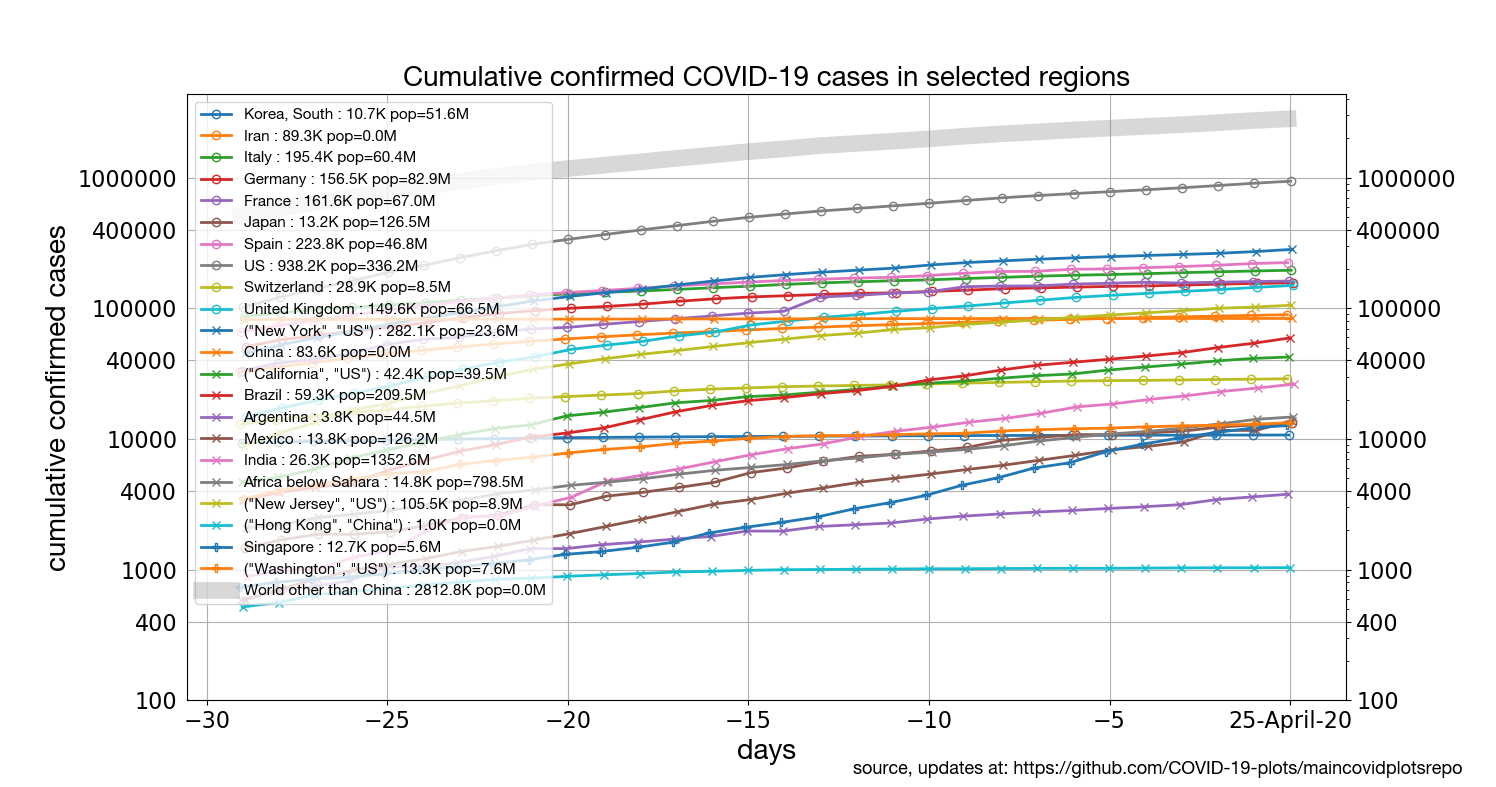 Cumulative confirmed COVID-19 cases in selected regions
Korea, South : 10.7K pop=51.6M
Iran : 89.3K pop=0.0M
Italy : 195.4K pop=60.4M
Germany : 156.5K pop=82.9M
France : 161.6K pop=67.0M
Japan : 13.2K pop=126.5M
Spain : 223.8K pop=46.8M
US : 938.2K pop=336.2M
Switzerland : 28.9K pop=8.5M
United Kingdom : 149.6K pop=66.5M
("New York", "US") : 282.1K pop=23.6M
China : 83.6K pop=0.0M
("California", "US") : 42.4K pop=39.5M
Brazil : 59.3K pop=209.5M
Argentina : 3.8K pop=44.5M
Mexico : 13.8K pop=126.2M
India : 26.3K pop=1352.6M
Africa below Sahara : 14.8K pop=798.5M
("New Jersey", "US") : 105.5K pop=8.9M
("Hong Kong", "China") : 1.0K pop=0.0M
Singapore : 12.7K pop=5.6M
("Washington", "US") : 13.3K pop=7.6M
World other than China : 2812.8K pop=0.0M
cumulative confirmed cases
1000000
400000
100000
40000
10000
4000
1000
400
100
1000000
400000
100000
40000
10000
4000
1000
400
100
−30 −25 −20 −15 −10 −5 25-April-20
days
source, updates at: https://github.com/COVID-19-plots/maincovidplotsrepo